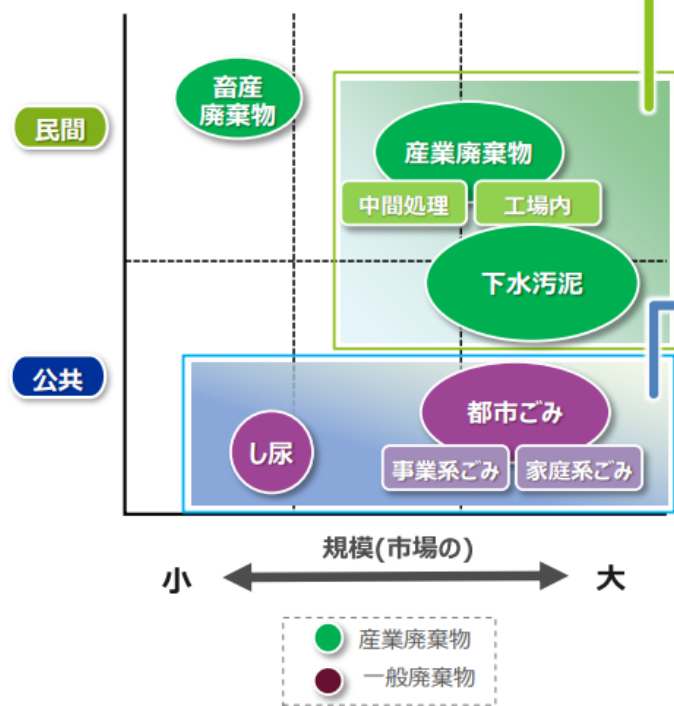 畜産
廃棄物
民間
産業廃棄物
中間処理
工場内
下水汚泥
公共
都市ごみ
し尿
事業系ごみ
家庭系ごみ
規模(市場の)
小
大
産業廃棄物
一般廃棄物